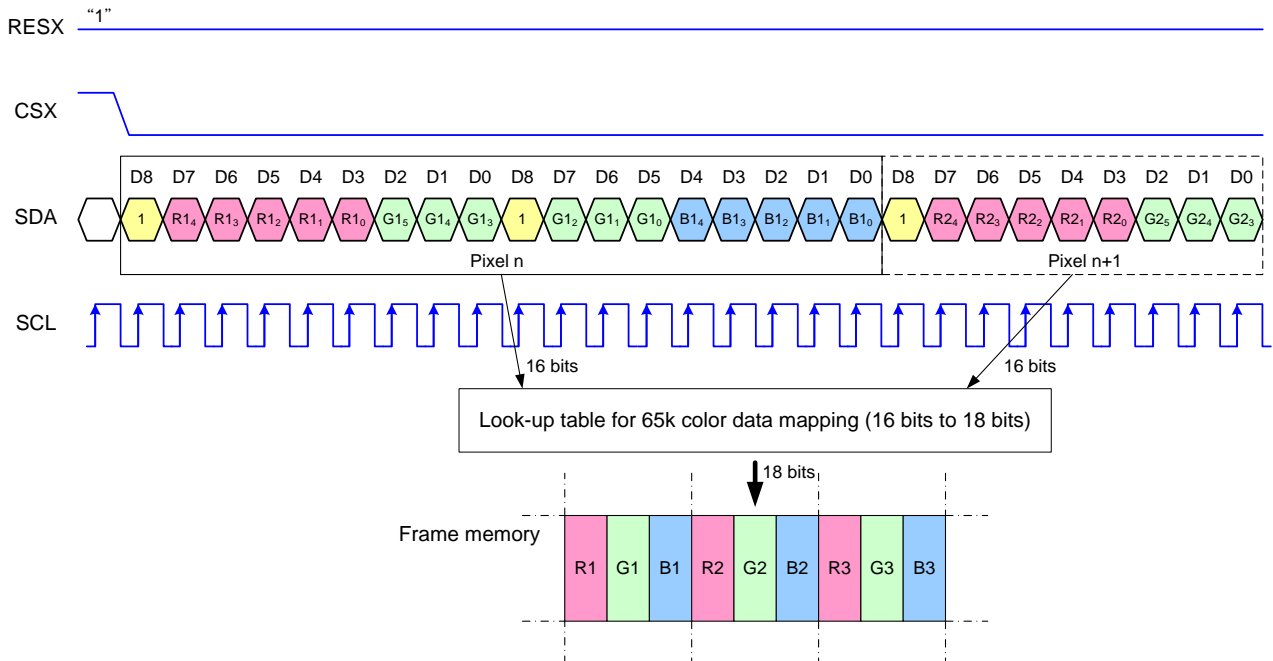 RESX “1”
CSX
D8 D7 D6 D5 D4 D3 D2 D1 D0 D8 D7 D6 D5 D4 D3 D2 D1 D0 D8 D7 D6 D5 D4 D3 D2 D1 D0
SDA 1 R1₄ R1₃ R1₂ R1₁ R1₀ G1₅ G1₄ G1₃ 1 G1₂ G1₁ G1₀ B1₄ B1₃ B1₂ B1₁ B1₀ 1 R2₄ R2₃ R2₂ R2₁ R2₀ G2₅ G2₄ G2₃
Pixel n Pixel n+1
SCL
16 bits 16 bits
Look-up table for 65k color data mapping (16 bits to 18 bits)
18 bits
Frame memory
R1 G1 B1 R2 G2 B2 R3 G3 B3